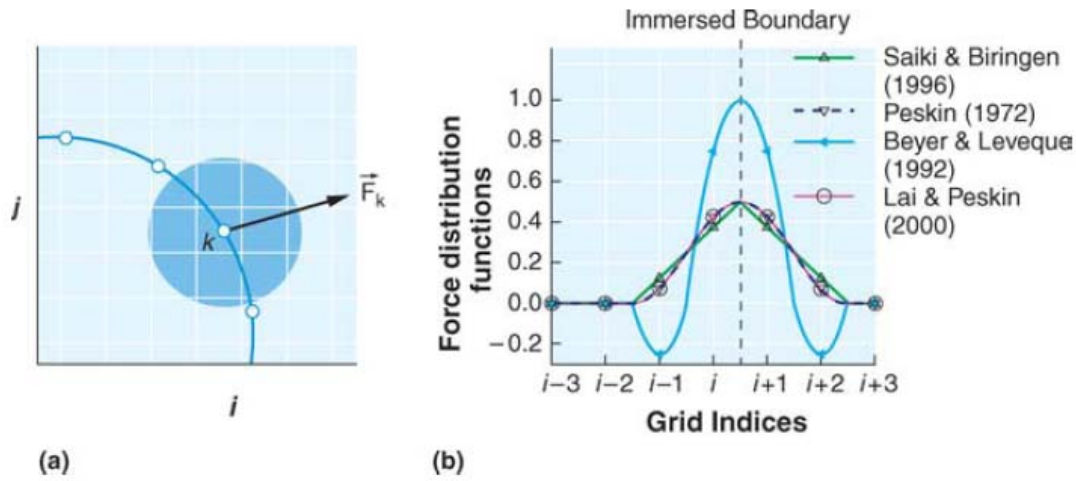 j
k
F⃗k
i
(a)
Immersed Boundary
Force distribution
functions
1.0
0.8
0.6
0.4
0.2
0.0
−0.2
i−3 i−2 i−1 i i+1 i+2 i+3
Grid Indices
Saiki & Biringen
(1996)
Peskin (1972)
Beyer & Leveque
(1992)
Lai & Peskin
(2000)
(b)